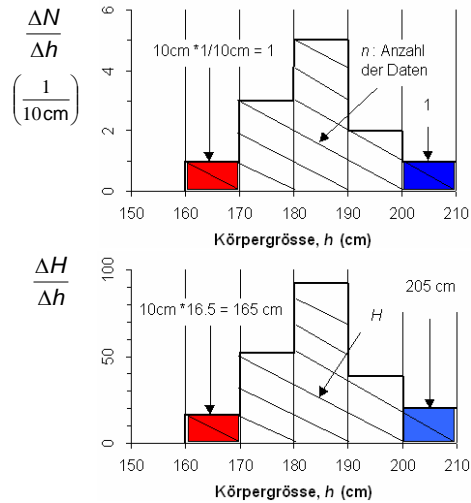 ΔN
Δh
(1/10cm)
6
4
2
0
10cm *1/10cm = 1
n: Anzahl
der Daten
1
150 160 170 180 190 200 210
Körpergrösse, h (cm)
ΔH
Δh
100
50
0
10cm *16.5 = 165 cm
H
205 cm
150 160 170 180 190 200 210
Körpergrösse, h (cm)